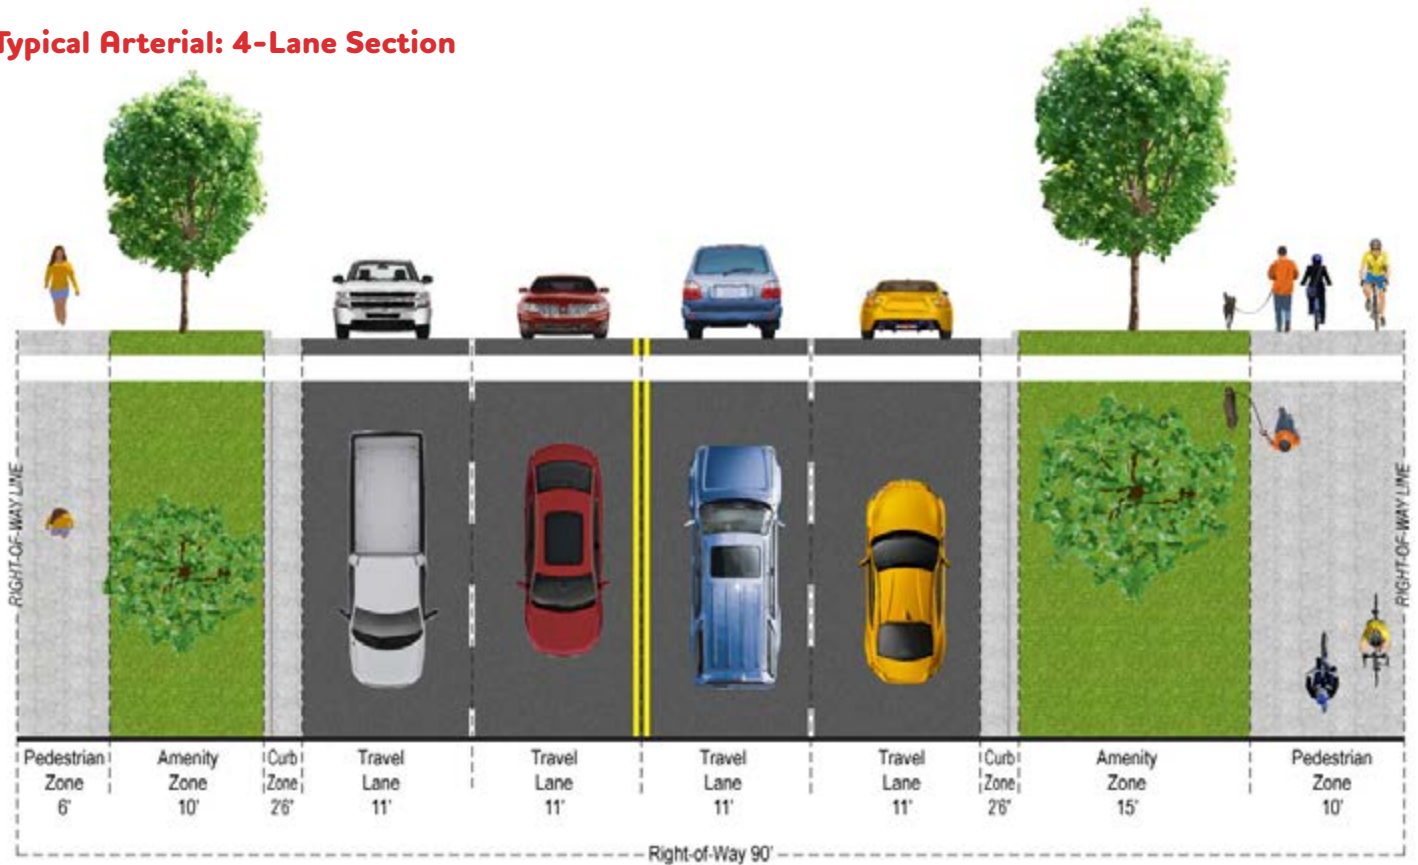 Typical Arterial: 4-Lane Section
RIGHT-OF-WAY LINE
RIGHT-OF-WAY LINE
Pedestrian
Zone
6'
Amenity
Zone
10'
Curb
Zone
2'6"
Travel
Lane
11'
Travel
Lane
11'
Travel
Lane
11'
Travel
Lane
11'
Curb
Zone
2'6"
Amenity
Zone
15'
Pedestrian
Zone
10'
Right-of-Way 90'